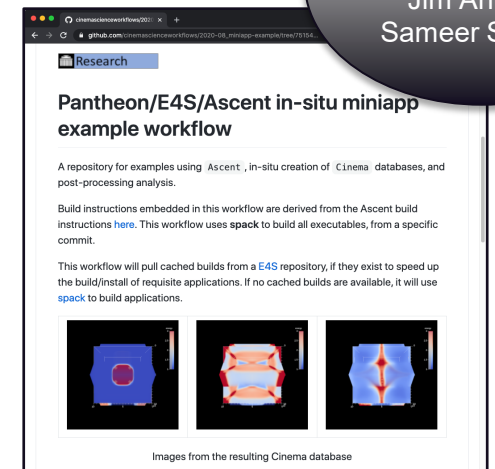 Jim
Sameer
cinemascienceworkflows/2020
github.com/cinemascienceworkflows/2020-08_miniapp-example/tree/75154...
Research
Pantheon/E4S/Ascent in-situ miniapp
example workflow
A repository for examples using Ascent , in-situ creation of Cinema databases, and
post-processing analysis.
Build instructions embedded in this workflow are derived from the Ascent build
instructions here. This workflow uses spack to build all executables, from a specific
commit.
This workflow will pull cached builds from a E4S repository, if they exist to speed up
the build/install of requisite applications. If no cached builds are available, it will use
spack to build applications.
Images from the resulting Cinema database